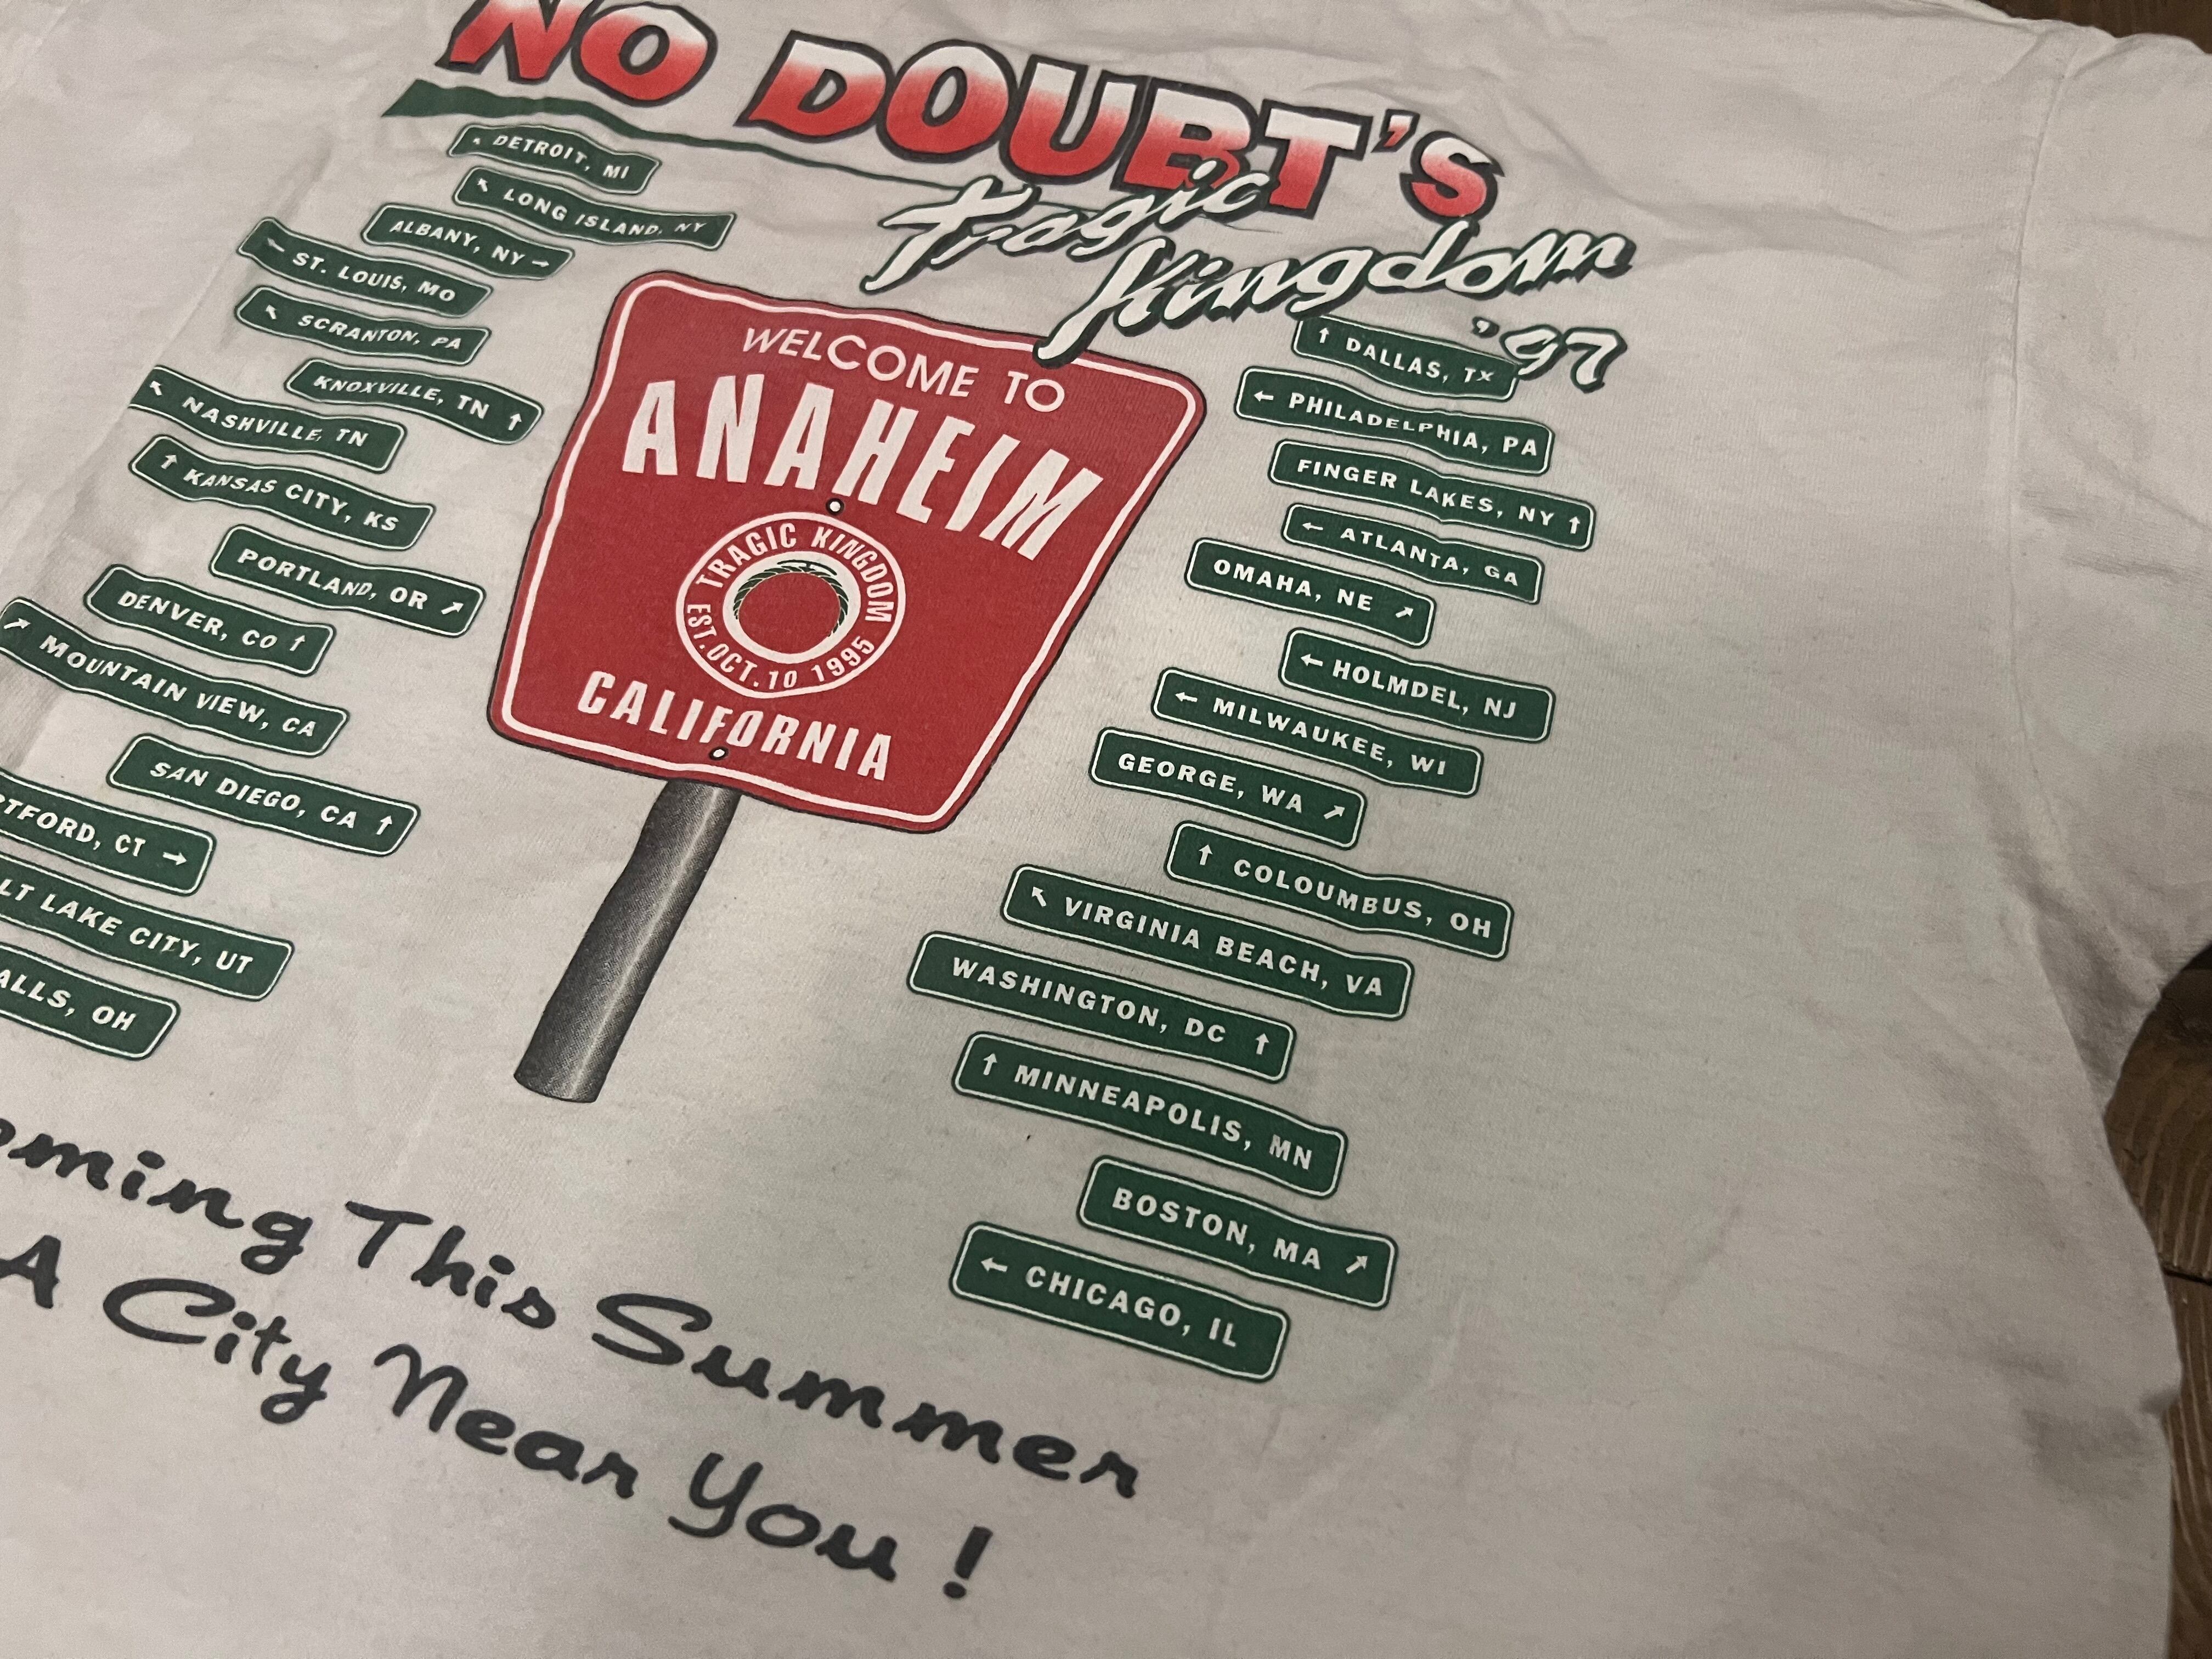 NO DOUBT'S
tragic
Kingdom
'97
↖ DETROIT, MI
↖ LONG ISLAND, NY
ALBANY, NY →
← ST. LOUIS, MO
↖ SCRANTON, PA
KNOXVILLE, TN ↑
↖ NASHVILLE, TN
↑ KANSAS CITY, KS
PORTLAND, OR ↗
DENVER, CO ↑
↗ MOUNTAIN VIEW, CA
SAN DIEGO, CA ↑
RTFORD, CT →
LT LAKE CITY, UT
ALLS, OH
WELCOME TO
ANAHEIM
TRAGIC KINGDOM
EST. OCT. 10 1995
CALIFORNIA
↑ DALLAS, TX
← PHILADELPHIA, PA
FINGER LAKES, NY ↑
← ATLANTA, GA
OMAHA, NE ↗
← HOLMDEL, NJ
← MILWAUKEE, WI
GEORGE, WA ↗
↑ COLOUMBUS, OH
↖ VIRGINIA BEACH, VA
WASHINGTON, DC ↑
↑ MINNEAPOLIS, MN
BOSTON, MA ↗
← CHICAGO, IL
oming This Summer
A City Near You !